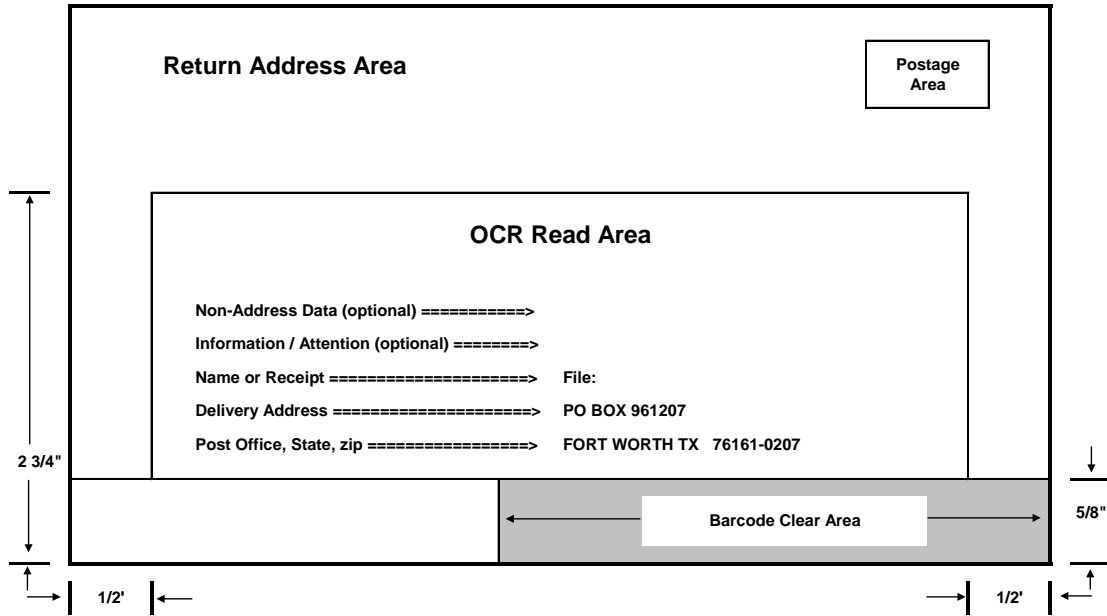 Return Address Area
Postage
Area
OCR Read Area
Non-Address Data (optional) ===========>
Information / Attention (optional) ========>
Name or Receipt =====================> File:
Delivery Address =====================> PO BOX 961207
Post Office, State, zip =================> FORT WORTH TX 76161-0207
2 3/4"
Barcode Clear Area
5/8"
1/2'
1/2'